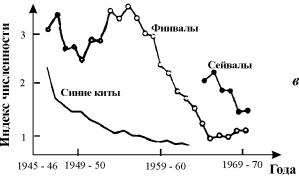 Индекс численности
3
2
1
Финвалы
Сейвалы
Синие киты
в
1945 - 46
1949 - 50
1959 - 60
1969 - 70
Года